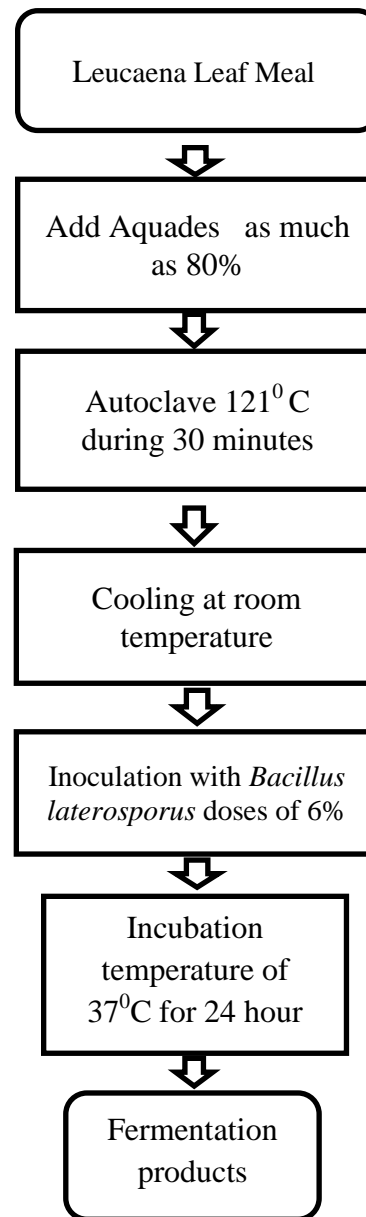 Leucaena Leaf Meal
Add Aquades as much
as 80%
Autoclave 121⁰ C
during 30 minutes
Cooling at room
temperature
Inoculation with Bacillus
laterosporus doses of 6%
Incubation
temperature of
37⁰C for 24 hour
Fermentation
products